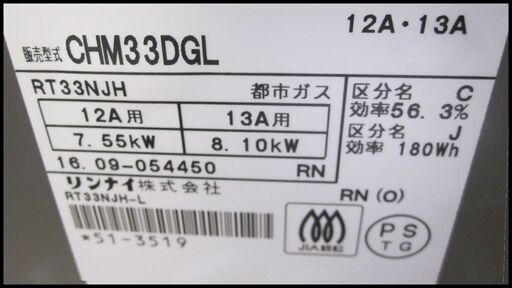 12A・13A
販売型式 CHM33DGL
RT33NJH 都市ガス
12A用 13A用
7.55kW 8.10kW
16.09-054450 RN
区分名 C
効率56.3%
区分名 J
効率 180Wh
リンナイ株式会社
RT33NJH-L
RN (O)
*51-3519
JIA認証
PS
TG